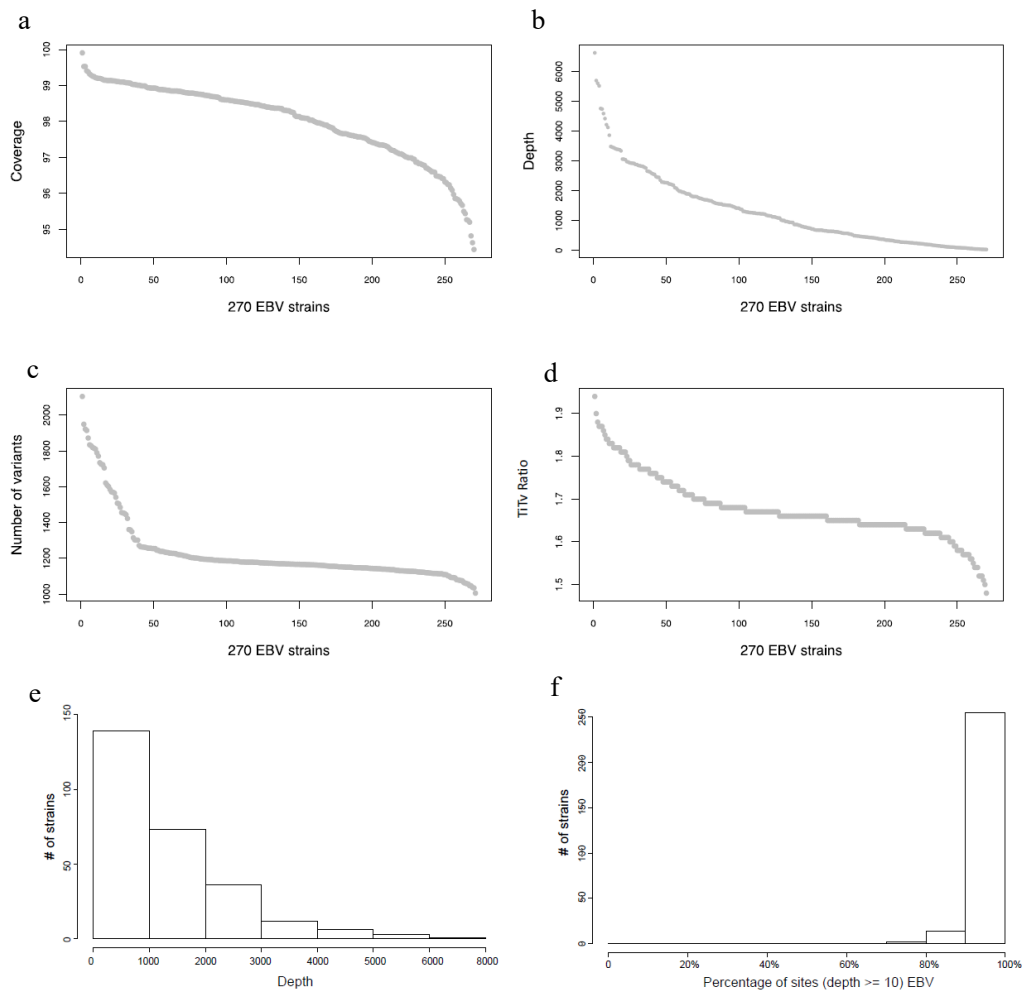 a
b
Coverage
100
99
98
97
96
95
0 50 100 150 200 250
270 EBV strains
Depth
6000
5000
4000
3000
2000
1000
0
0 50 100 150 200 250
270 EBV strains
c
d
Number of variants
2000
1800
1600
1400
1200
1000
0 50 100 150 200 250
270 EBV strains
TiTv Ratio
1.9
1.8
1.7
1.6
1.5
0 50 100 150 200 250
270 EBV strains
e
f
# of strains
150
100
50
0
0 1000 2000 3000 4000 5000 6000 8000
Depth
# of strains
250
200
150
100
50
0
0 20% 40% 60% 80% 100%
Percentage of sites (depth >= 10) EBV